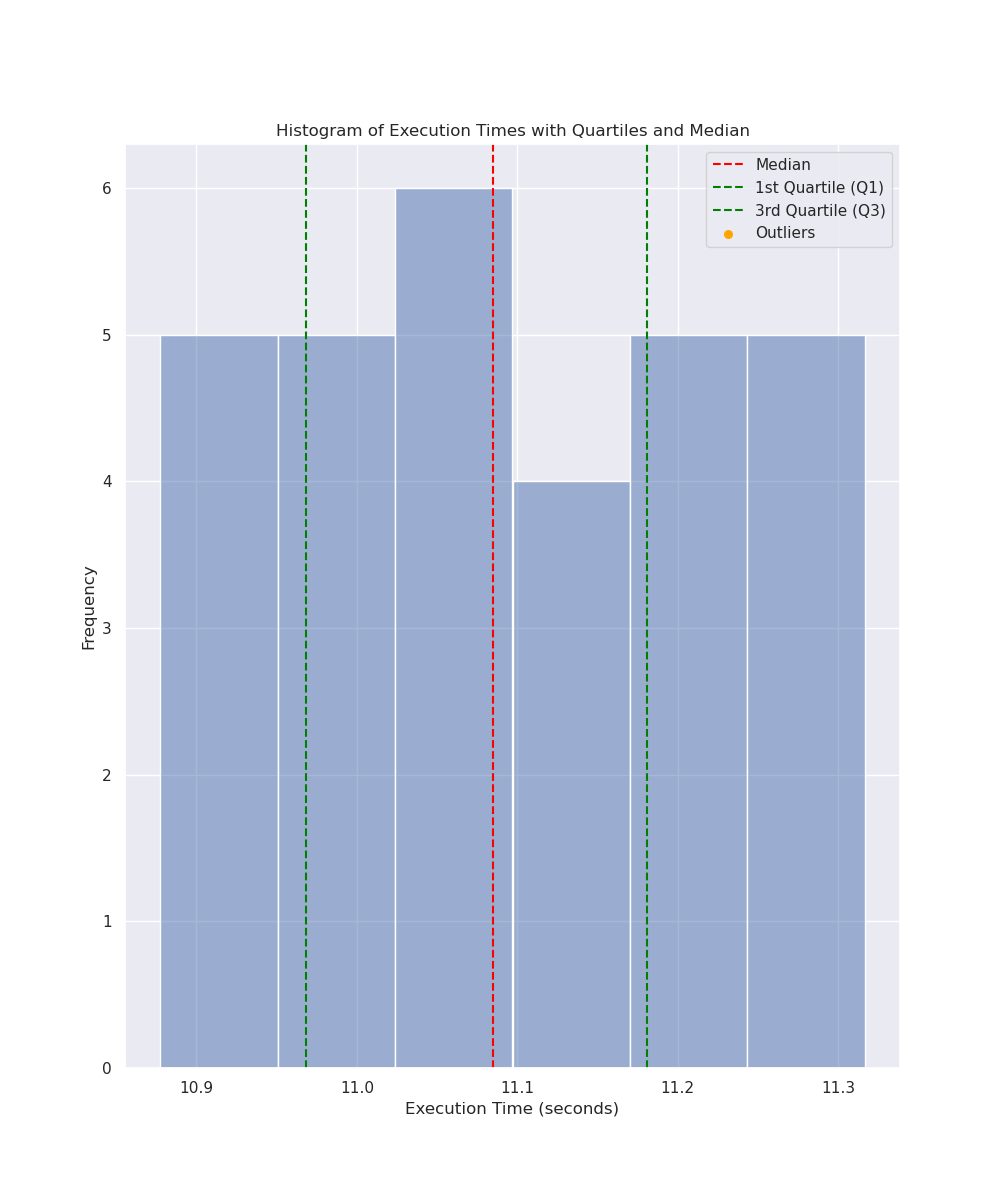 Histogram of Execution Times with Quartiles and Median
Median
1st Quartile (Q1)
3rd Quartile (Q3)
Outliers
Frequency
6
5
4
3
2
1
0
10.9 11.0 11.1 11.2 11.3
Execution Time (seconds)